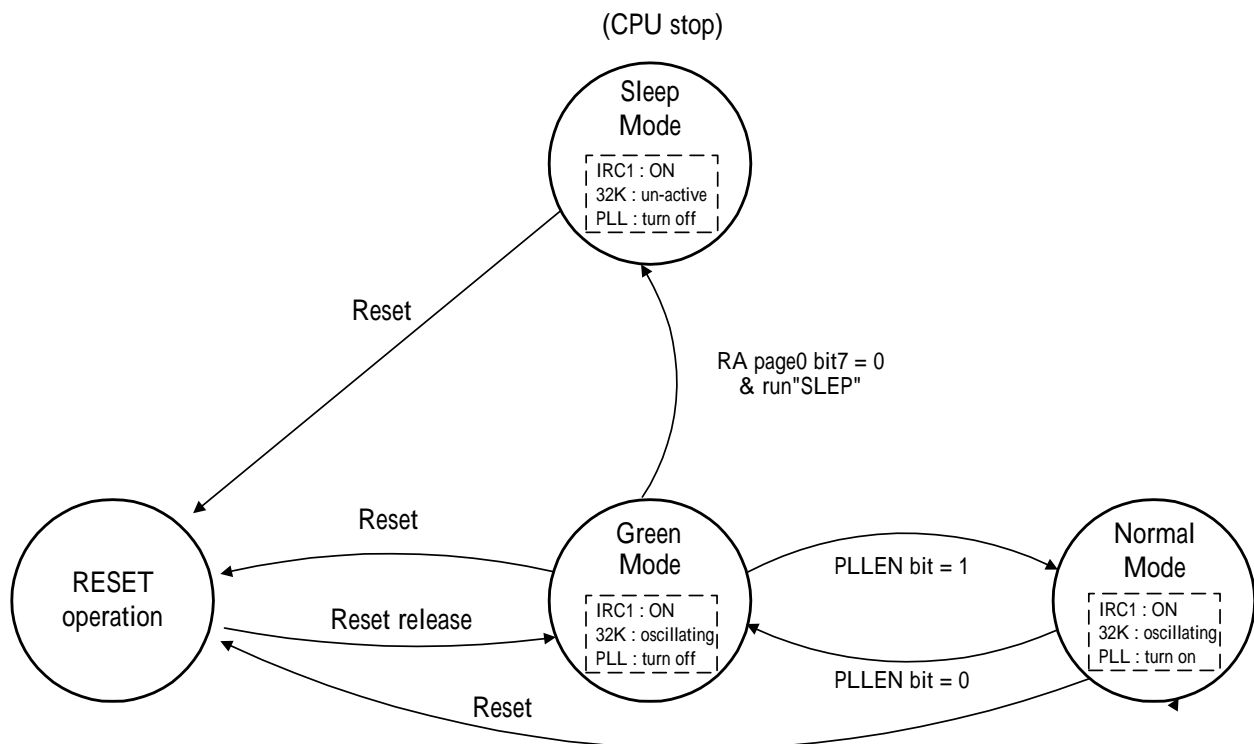 (CPU stop)
Sleep
Mode
IRC1 : ON
32K : un-active
PLL : turn off
Reset
RA page0 bit7 = 0
& run"SLEP"
Reset
Green
Mode
IRC1 : ON
32K : oscillating
PLL : turn off
PLLEN bit = 1
Normal
Mode
IRC1 : ON
32K : oscillating
PLL : turn on
RESET
operation
Reset release
PLLEN bit = 0
Reset